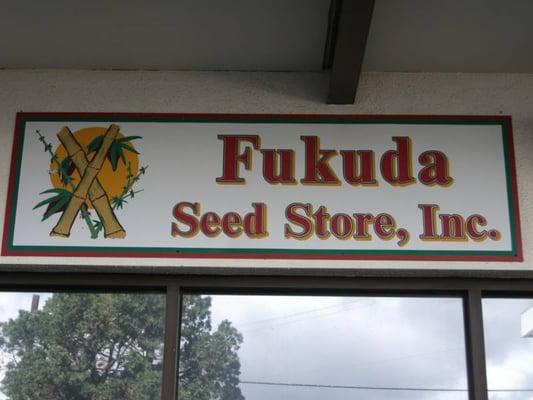 Fukuda
Seed Store, Inc.